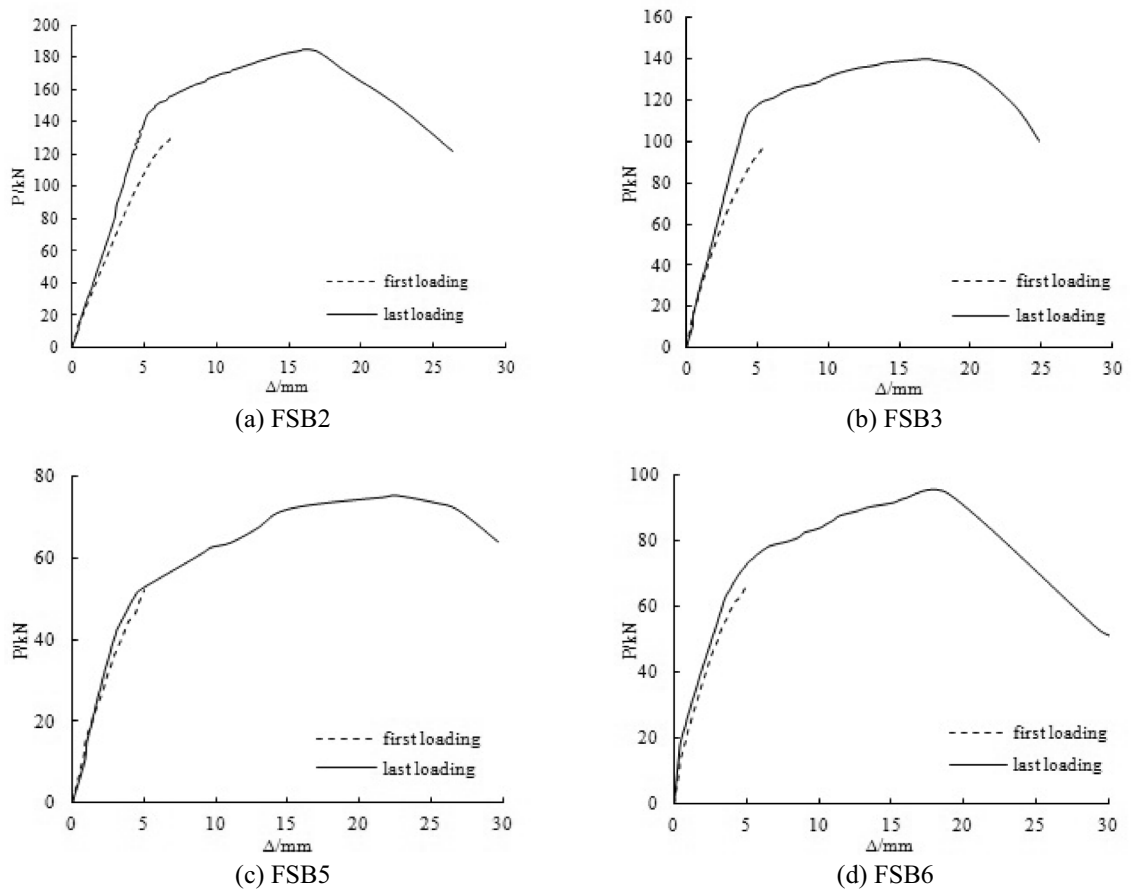 200
180
160
140
120
100
80
60
40
20
0
P/kN
0 5 10 15 20 25 30
Δ/mm
first loading
last loading
(a) FSB2
160
140
120
100
80
60
40
20
0
P/kN
0 5 10 15 20 25 30
Δ/mm
first loading
last loading
(b) FSB3
80
60
40
20
0
P/kN
0 5 10 15 20 25 30
Δ/mm
first loading
last loading
(c) FSB5
100
80
60
40
20
0
P/kN
0 5 10 15 20 25 30
Δ/mm
first loading
last loading
(d) FSB6